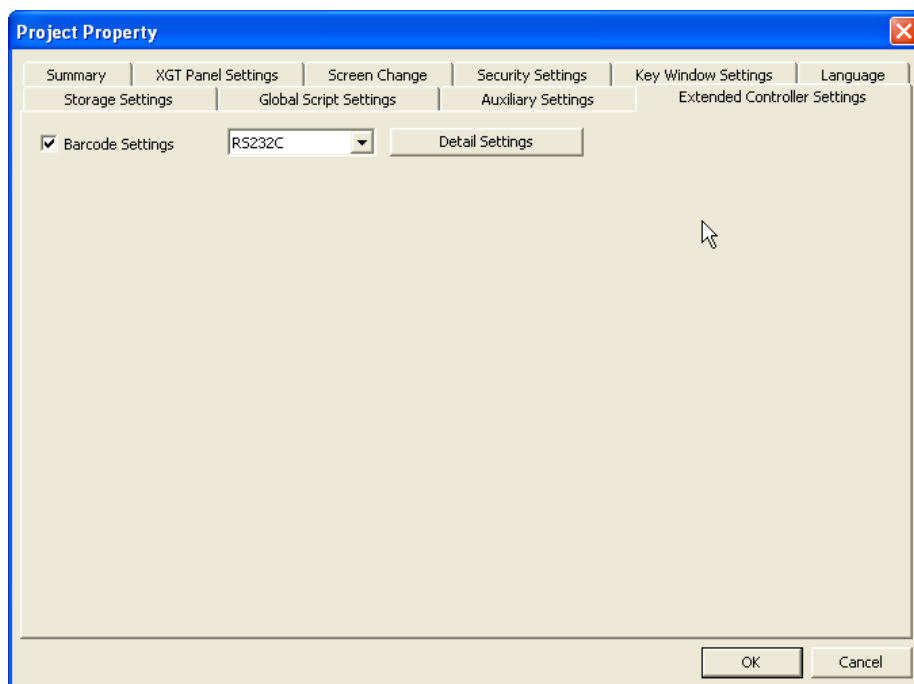 Project Property
Summary XGT Panel Settings Screen Change Security Settings Key Window Settings Language
Storage Settings Global Script Settings Auxiliary Settings Extended Controller Settings
Barcode Settings RS232C Detail Settings
OK Cancel